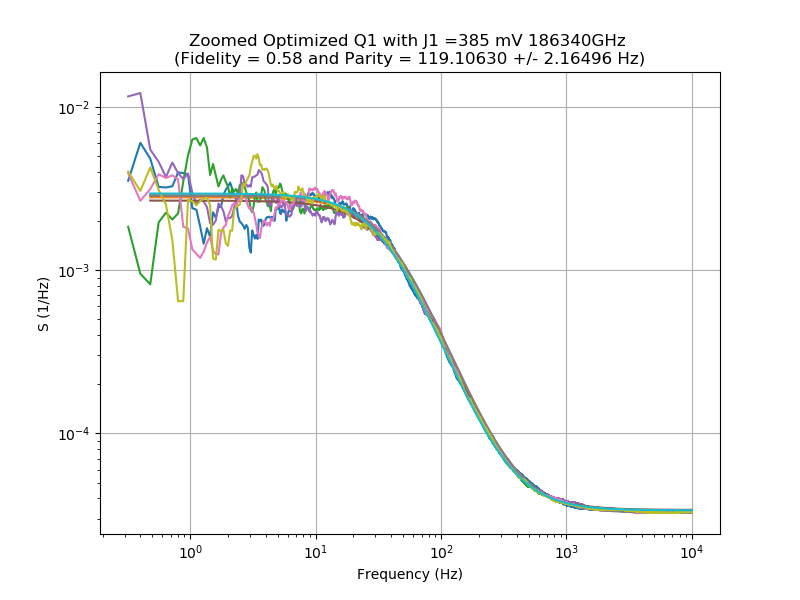 Zoomed Optimized Q1 with J1 =385 mV 186340GHz
(Fidelity = 0.58 and Parity = 119.10630 +/- 2.16496 Hz)
10⁻²
10⁻³
10⁻⁴
S (1/Hz)
10⁰ 10¹ 10² 10³ 10⁴
Frequency (Hz)